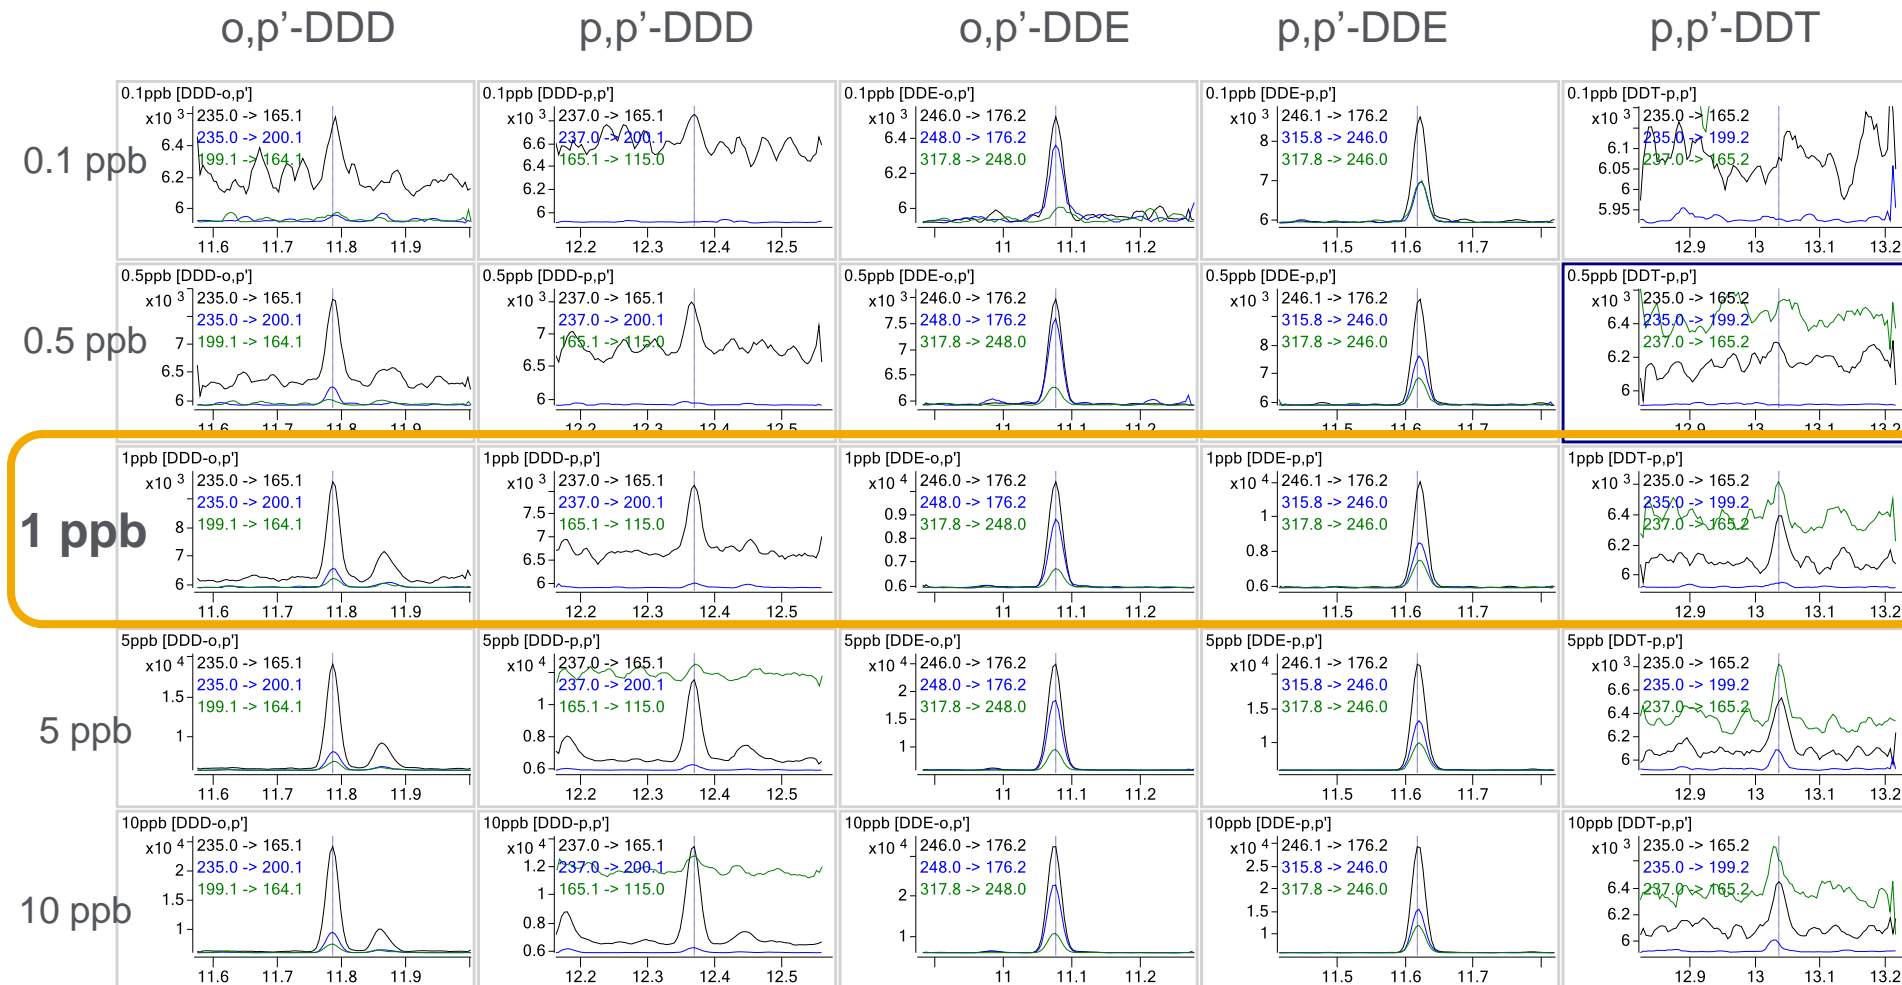 o,p’-DDD p,p’-DDD o,p’-DDE p,p’-DDE p,p’-DDT
0.1 ppb
0.1ppb [DDD-o,p']
x10 3
235.0 -> 165.1
235.0 -> 200.1
199.1 -> 164.1
6.4
6.2
6
11.6 11.7 11.8 11.9
0.1ppb [DDD-p,p']
x10 3
237.0 -> 165.1
237.0 -> 200.1
165.1 -> 115.0
6.6
6.4
6.2
6
12.2 12.3 12.4 12.5
0.1ppb [DDE-o,p']
x10 3
246.0 -> 176.2
248.0 -> 176.2
317.8 -> 248.0
6.4
6.2
6
11 11.1 11.2
0.1ppb [DDE-p,p']
x10 3
246.1 -> 176.2
315.8 -> 246.0
317.8 -> 246.0
8
7
6
11.5 11.6 11.7
0.1ppb [DDT-p,p']
x10 3
235.0 -> 165.2
235.0 -> 199.2
237.0 -> 165.2
6.1
6.05
6
5.95
12.9 13 13.1 13.2
0.5 ppb
0.5ppb [DDD-o,p']
x10 3
235.0 -> 165.1
235.0 -> 200.1
199.1 -> 164.1
7
6.5
6
11.6 11.7 11.8 11.9
0.5ppb [DDD-p,p']
x10 3
237.0 -> 165.1
237.0 -> 200.1
165.1 -> 115.0
7
6.5
6
12.2 12.3 12.4 12.5
0.5ppb [DDE-o,p']
x10 3
246.0 -> 176.2
248.0 -> 176.2
317.8 -> 248.0
7.5
7
6.5
6
11 11.1 11.2
0.5ppb [DDE-p,p']
x10 3
246.1 -> 176.2
315.8 -> 246.0
317.8 -> 246.0
8
7
6
11.5 11.6 11.7
0.5ppb [DDT-p,p']
x10 3
235.0 -> 165.2
235.0 -> 199.2
237.0 -> 165.2
6.4
6.2
6
12.9 13 13.1 13.2
1 ppb
1ppb [DDD-o,p']
x10 3
235.0 -> 165.1
235.0 -> 200.1
199.1 -> 164.1
8
7
6
11.6 11.7 11.8 11.9
1ppb [DDD-p,p']
x10 3
237.0 -> 165.1
237.0 -> 200.1
165.1 -> 115.0
8
7.5
7
6.5
6
12.2 12.3 12.4 12.5
1ppb [DDE-o,p']
x10 4
246.0 -> 176.2
248.0 -> 176.2
317.8 -> 248.0
0.9
0.8
0.7
0.6
11 11.1 11.2
1ppb [DDE-p,p']
x10 4
246.1 -> 176.2
315.8 -> 246.0
317.8 -> 246.0
1
0.8
0.6
11.5 11.6 11.7
1ppb [DDT-p,p']
x10 3
235.0 -> 165.2
235.0 -> 199.2
237.0 -> 165.2
6.4
6.2
6
12.9 13 13.1 13.2
5 ppb
5ppb [DDD-o,p']
x10 4
235.0 -> 165.1
235.0 -> 200.1
199.1 -> 164.1
1.5
1
11.6 11.7 11.8 11.9
5ppb [DDD-p,p']
x10 4
237.0 -> 165.1
237.0 -> 200.1
165.1 -> 115.0
1
0.8
0.6
12.2 12.3 12.4 12.5
5ppb [DDE-o,p']
x10 4
246.0 -> 176.2
248.0 -> 176.2
317.8 -> 248.0
2
1.5
1
11 11.1 11.2
5ppb [DDE-p,p']
x10 4
246.1 -> 176.2
315.8 -> 246.0
317.8 -> 246.0
1.5
1
11.5 11.6 11.7
5ppb [DDT-p,p']
x10 3
235.0 -> 165.2
235.0 -> 199.2
237.0 -> 165.2
6.6
6.4
6.2
6
12.9 13 13.1 13.2
10 ppb
10ppb [DDD-o,p']
x10 4
235.0 -> 165.1
235.0 -> 200.1
199.1 -> 164.1
2
1.5
1
11.6 11.7 11.8 11.9
10ppb [DDD-p,p']
x10 4
237.0 -> 165.1
237.0 -> 200.1
165.1 -> 115.0
1.2
1
0.8
0.6
12.2 12.3 12.4 12.5
10ppb [DDE-o,p']
x10 4
246.0 -> 176.2
248.0 -> 176.2
317.8 -> 248.0
2
1
11 11.1 11.2
10ppb [DDE-p,p']
x10 4
246.1 -> 176.2
315.8 -> 246.0
317.8 -> 246.0
2.5
2
1.5
1
11.5 11.6 11.7
10ppb [DDT-p,p']
x10 3
235.0 -> 165.2
235.0 -> 199.2
237.0 -> 165.2
6.4
6.2
6
12.9 13 13.1 13.2